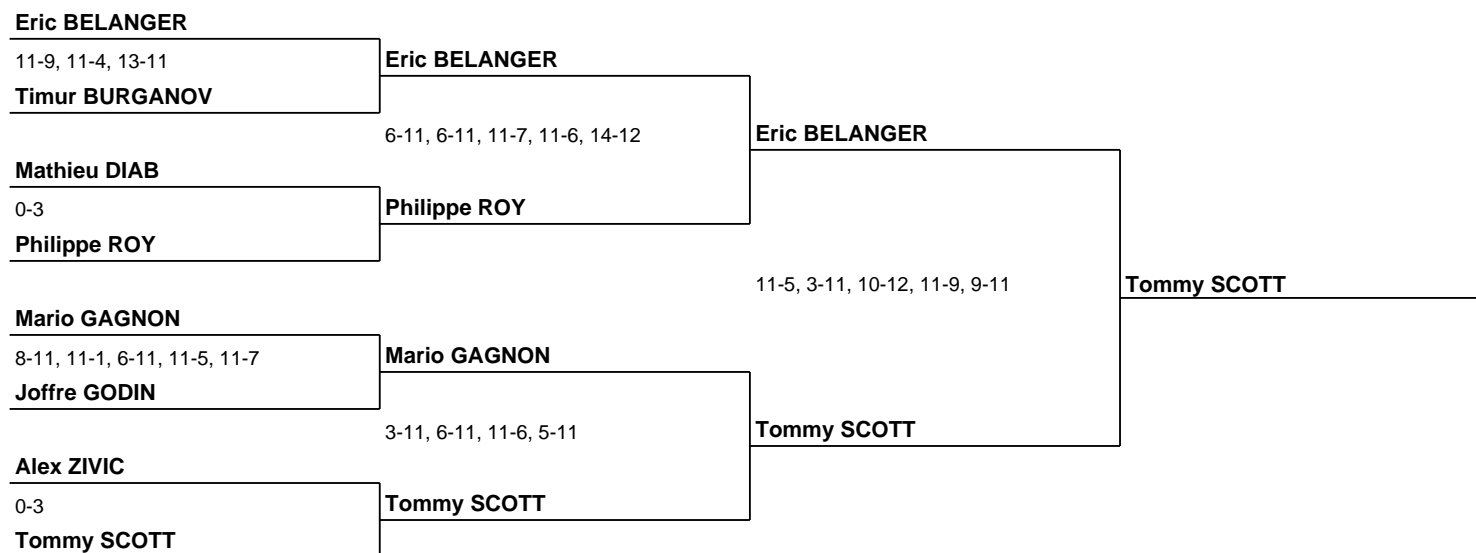 Eric BELANGER
11-9, 11-4, 13-11
Eric BELANGER
Timur BURGANOV
6-11, 6-11, 11-7, 11-6, 14-12
Eric BELANGER
Mathieu DIAB
0-3
Philippe ROY
Philippe ROY
11-5, 3-11, 10-12, 11-9, 9-11
Tommy SCOTT
Mario GAGNON
8-11, 11-1, 6-11, 11-5, 11-7
Mario GAGNON
Joffre GODIN
3-11, 6-11, 11-6, 5-11
Tommy SCOTT
Alex ZIVIC
0-3
Tommy SCOTT
Tommy SCOTT